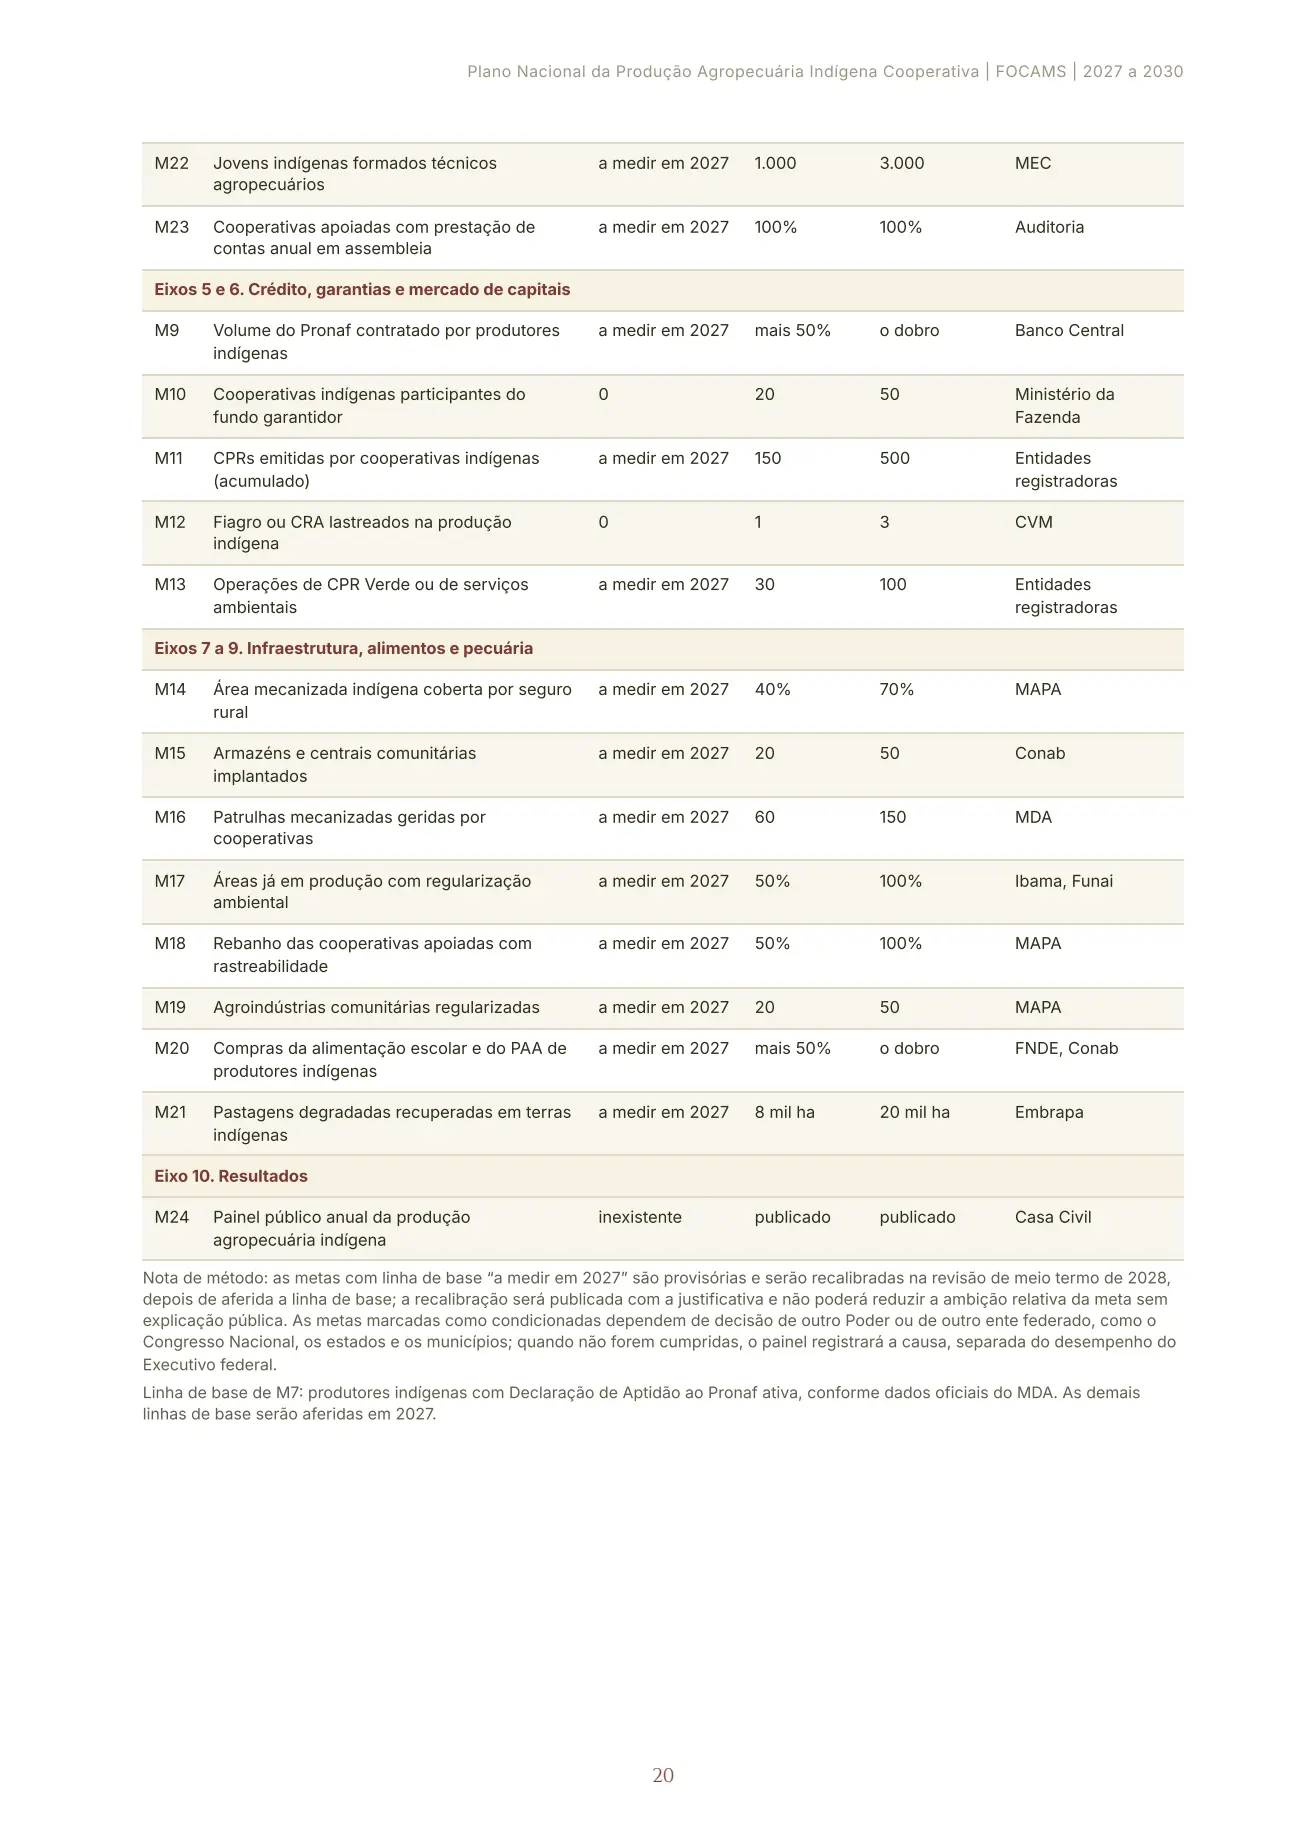 Plano Nacional da Produção Agropecuária Indígena Cooperativa | FOCAMS | 2027 a 2030
M22 Jovens indígenas formados técnicos agropecuários a medir em 2027 1.000 3.000 MEC
M23 Cooperativas apoiadas com prestação de contas anual em assembleia a medir em 2027 100% 100% Auditoria
Eixos 5 e 6. Crédito, garantias e mercado de capitais
M9 Volume do Pronaf contratado por produtores indígenas a medir em 2027 mais 50% o dobro Banco Central
M10 Cooperativas indígenas participantes do fundo garantidor 0 20 50 Ministério da Fazenda
M11 CPRs emitidas por cooperativas indígenas (acumulado) a medir em 2027 150 500 Entidades registradoras
M12 Fiagro ou CRA lastreados na produção indígena 0 1 3 CVM
M13 Operações de CPR Verde ou de serviços ambientais a medir em 2027 30 100 Entidades registradoras
Eixos 7 a 9. Infraestrutura, alimentos e pecuária
M14 Área mecanizada indígena coberta por seguro rural a medir em 2027 40% 70% MAPA
M15 Armazéns e centrais comunitárias implantados a medir em 2027 20 50 Conab
M16 Patrulhas mecanizadas geridas por cooperativas a medir em 2027 60 150 MDA
M17 Áreas já em produção com regularização ambiental a medir em 2027 50% 100% Ibama, Funai
M18 Rebanho das cooperativas apoiadas com rastreabilidade a medir em 2027 50% 100% MAPA
M19 Agroindústrias comunitárias regularizadas a medir em 2027 20 50 MAPA
M20 Compras da alimentação escolar e do PAA de produtores indígenas a medir em 2027 mais 50% o dobro FNDE, Conab
M21 Pastagens degradadas recuperadas em terras indígenas a medir em 2027 8 mil ha 20 mil ha Embrapa
Eixo 10. Resultados
M24 Painel público anual da produção agropecuária indígena inexistente publicado publicado Casa Civil
Nota de método: as metas com linha de base “a medir em 2027” são provisórias e serão recalibradas na revisão de meio termo de 2028,
depois de aferida a linha de base; a recalibração será publicada com a justificativa e não poderá reduzir a ambição relativa da meta sem
explicação pública. As metas marcadas como condicionadas dependem de decisão de outro Poder ou de outro ente federado, como o
Congresso Nacional, os estados e os municípios; quando não forem cumpridas, o painel registrará a causa, separada do desempenho do
Executivo federal.
Linha de base de M7: produtores indígenas com Declaração de Aptidão ao Pronaf ativa, conforme dados oficiais do MDA. As demais
linhas de base serão aferidas em 2027.
20